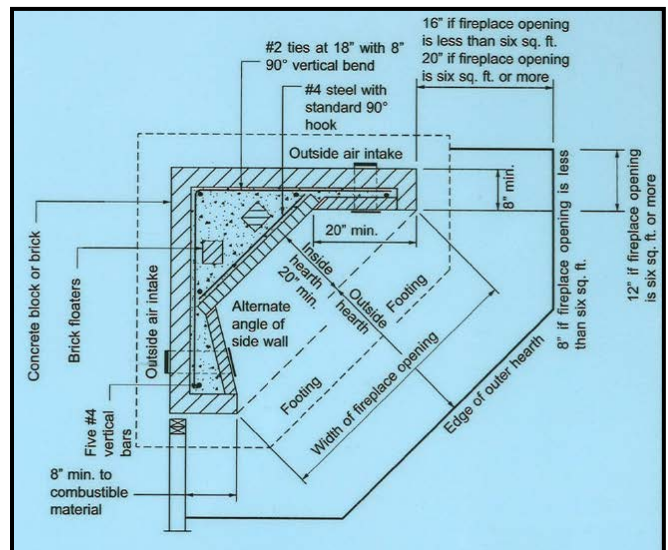 #2 ties at 18" with 8"
90° vertical bend
#4 steel with
standard 90°
hook
16" if fireplace opening
is less than six sq. ft.
20" if fireplace opening
is six sq. ft. or more
Outside air intake
8" min.
20" min.
8" if fireplace opening is less
than six sq. ft.
12" if fireplace opening
is six sq. ft. or more
Concrete block or brick
Brick floaters
Outside air intake
Inside
hearth
20" min.
Outside
hearth
Alternate
angle of
side wall
Footing
Footing
Width of fireplace opening
Edge of outer hearth
Five #4
vertical
bars
8" min. to
combustible
material